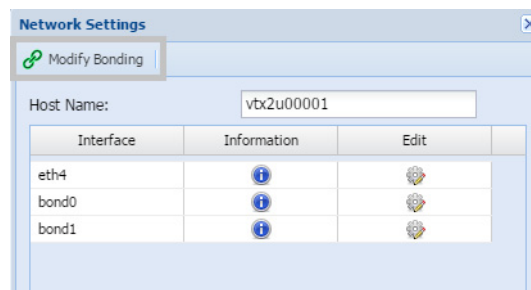 Network Settings
Modify Bonding
Host Name: vtx2u00001
Interface Information Edit
eth4
bond0
bond1